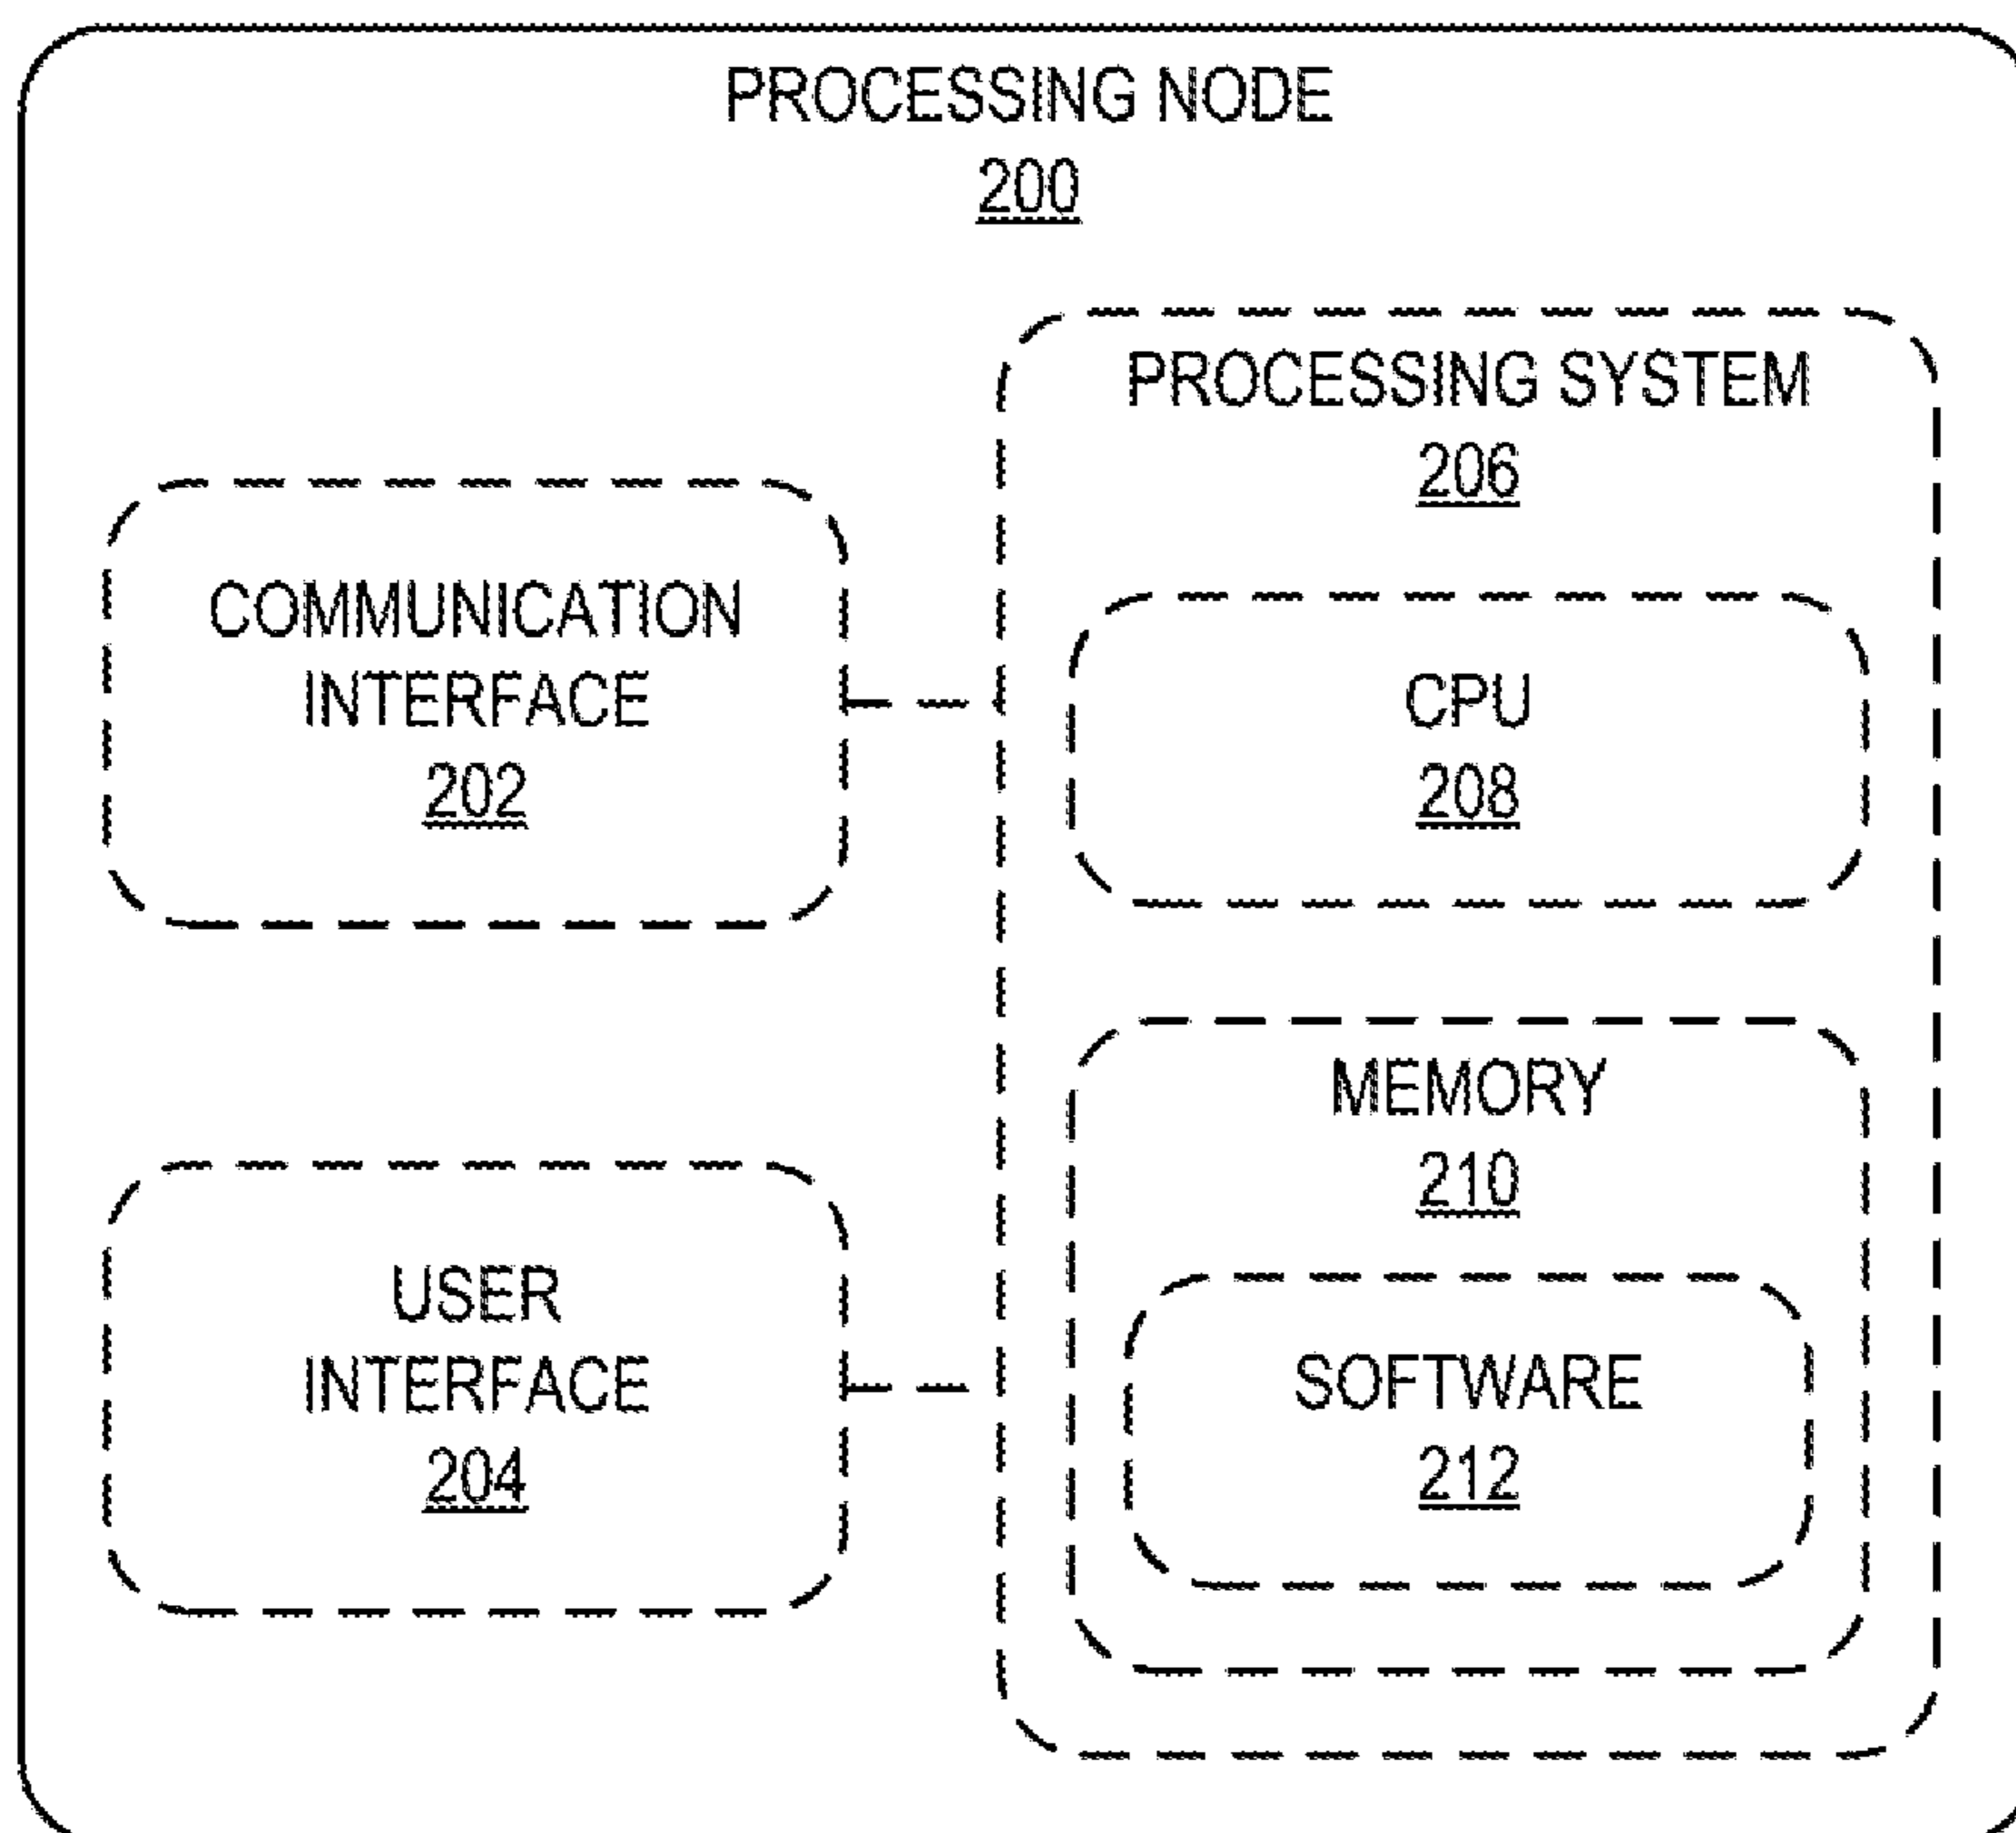 PROCESSING NODE
200
PROCESSING SYSTEM
206
COMMUNICATION
INTERFACE
202
CPU
208
MEMORY
210
USER
INTERFACE
204
SOFTWARE
212